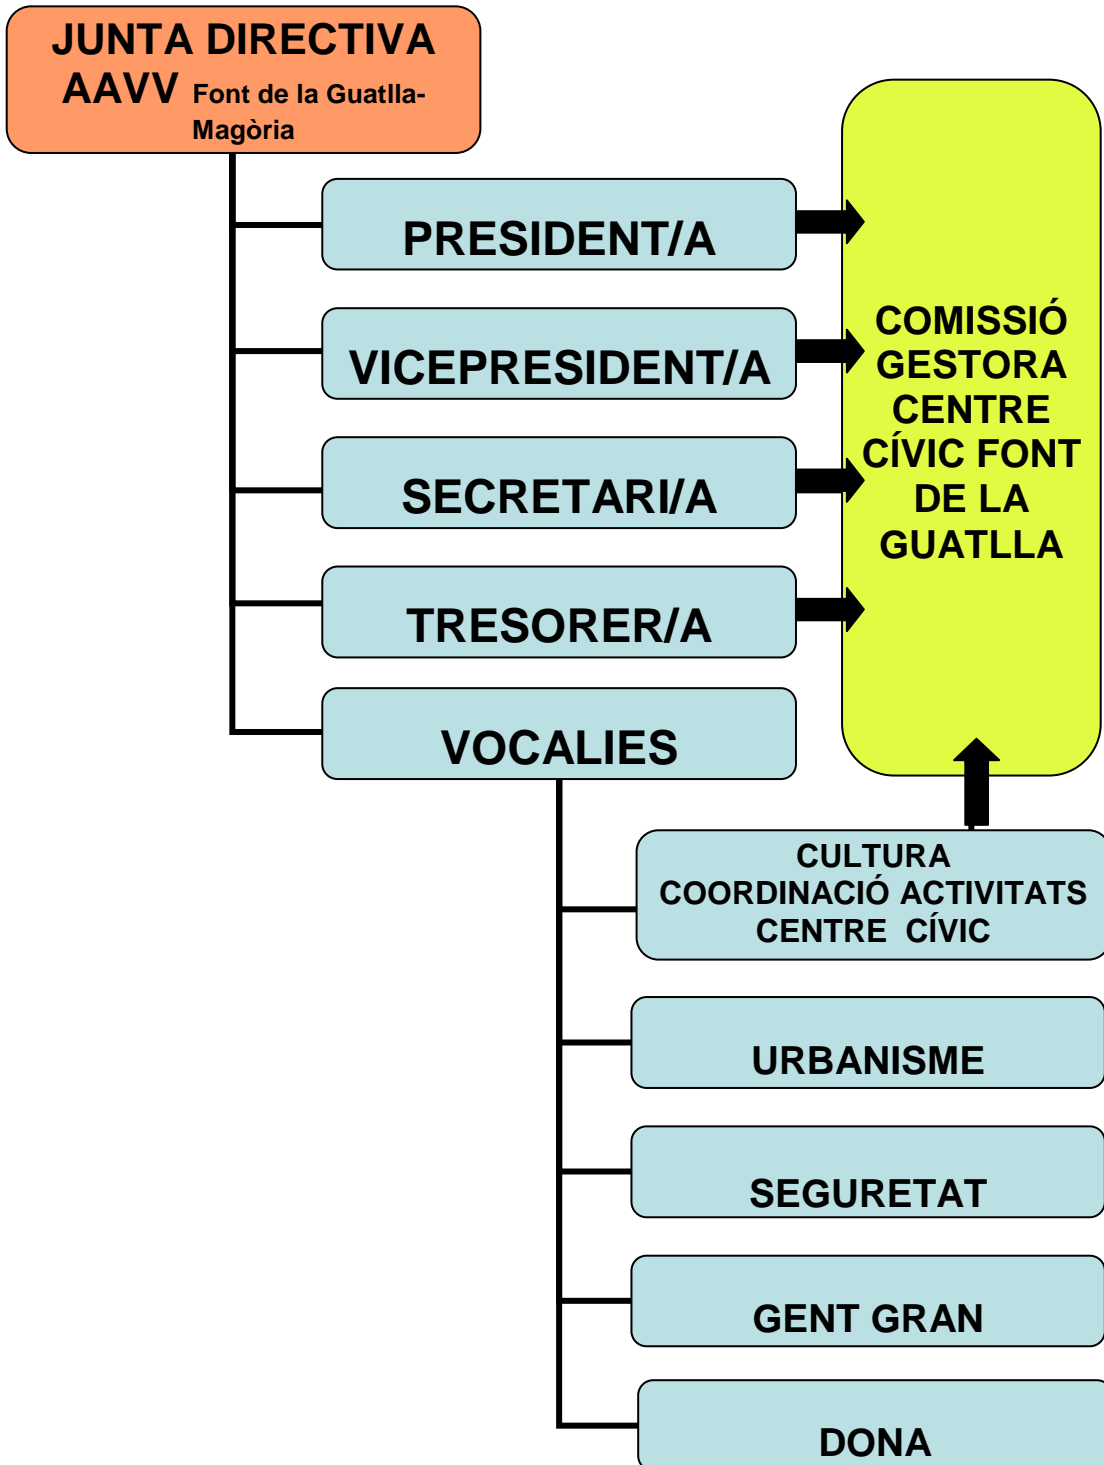 JUNTA DIRECTIVA
AAVV Font de la Guatlla-
Magòria
PRESIDENT/A
VICEPRESIDENT/A
SECRETARI/A
TRESORER/A
VOCALIES
COMISSIÓ
GESTORA
CENTRE
CÍVIC FONT
DE LA
GUATLLA
CULTURA
COORDINACIÓ ACTIVITATS
CENTRE CÍVIC
URBANISME
SEGURETAT
GENT GRAN
DONA